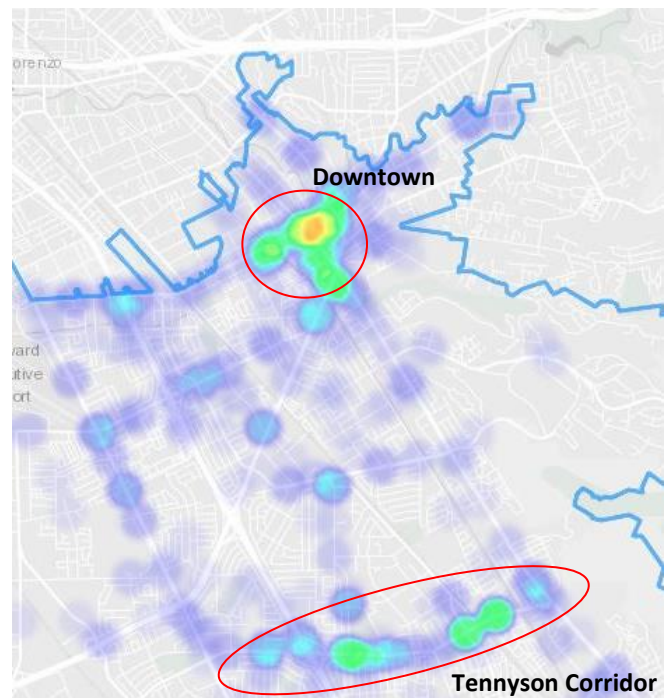 orenzo
Downtown
ward
utive
ort
Tennyson Corridor